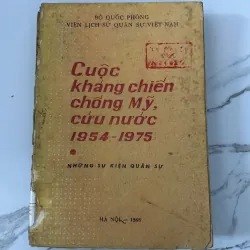 BỘ QUỐC PHÒNG
VIỆN LỊCH SỬ QUÂN SỰ VIỆT NAM
Cuộc
kháng chiến
chống Mỹ,
cứu nước
1954-1975
NHỮNG SỰ KIỆN QUÂN SỰ
HÀ NỘI -